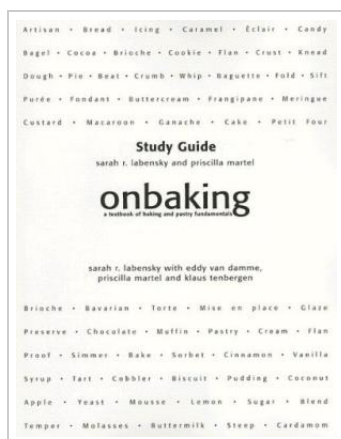 Artisan • Bread • Icing • Caramel • Éclair • Candy
Bagel • Cocoa • Brioche • Cookie • Flan • Crust • Knead
Dough • Pie • Beat • Crumb • Whip • Baguette • Fold • Sift
Purée • Fondant • Buttercream • Frangipane • Meringue
Custard • Macaroon • Ganache • Cake • Petit Four
Study Guide
sarah r. labensky and priscilla martel
onbaking
a textbook of baking and pastry fundamentals
sarah r. labensky with eddy van damme,
priscilla martel and klaus tenbergen
Brioche • Bavarian • Torte • Mise en place • Glaze
Preserve • Chocolate • Muffin • Pastry • Cream • Flan
Proof • Simmer • Bake • Sorbet • Cinnamon • Vanilla
Syrup • Tart • Cobbler • Biscuit • Pudding • Coconut
Apple • Yeast • Mousse • Lemon • Sugar • Blend
Temper • Molasses • Buttermilk • Steep • Cardamom